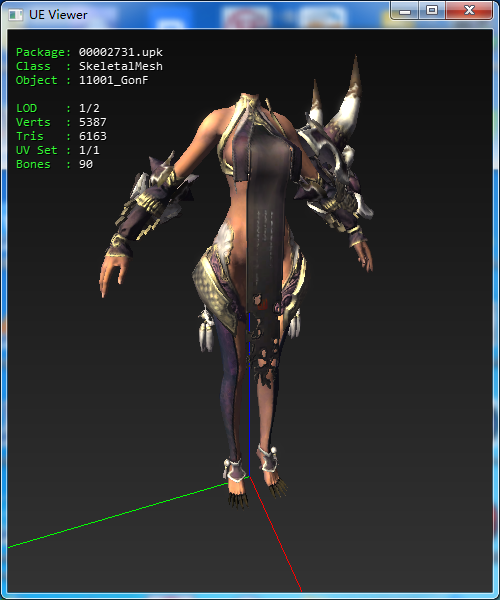 UE Viewer
Package: 00002731.upk
Class : SkeletalMesh
Object : 11001_GonF
LOD : 1/2
Verts : 5387
Tris : 6163
UV Set : 1/1
Bones : 90